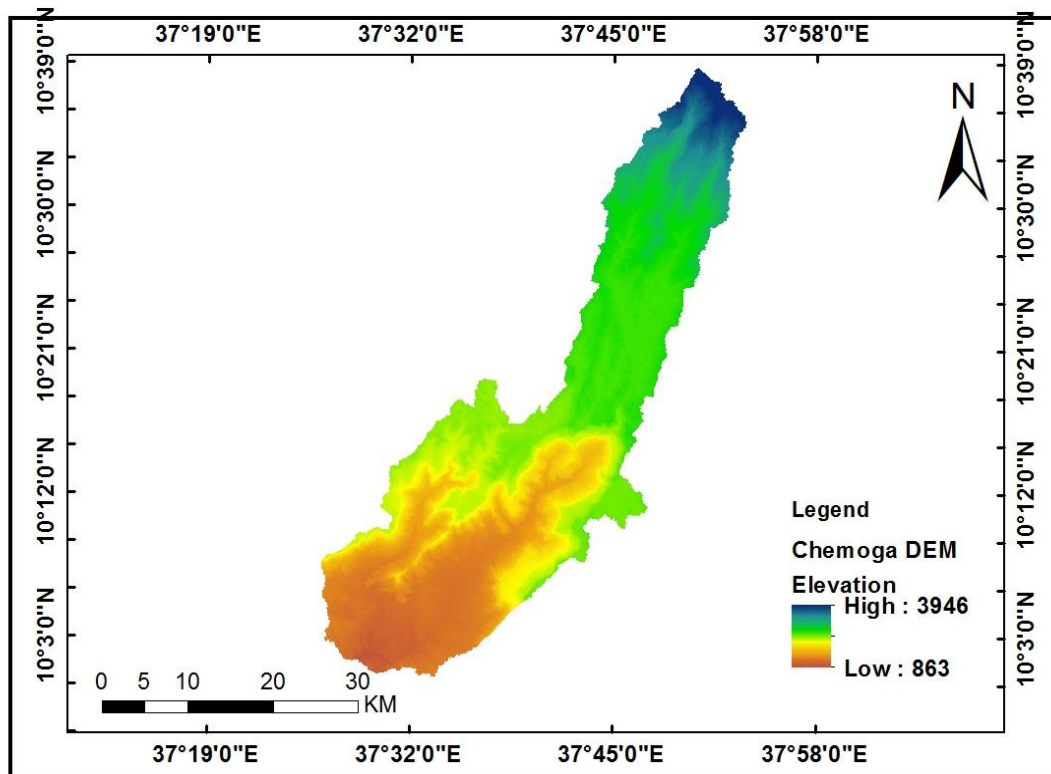 37°19'0"E 37°32'0"E 37°45'0"E 37°58'0"E
10°39'0"N 10°39'0"N
N
10°30'0"N 10°30'0"N
10°21'0"N 10°21'0"N
10°12'0"N 10°12'0"N
Legend
Chemoga DEM
Elevation
High : 3946
Low : 863
10°3'0"N 10°3'0"N
0 5 10 20 30
KM
37°19'0"E 37°32'0"E 37°45'0"E 37°58'0"E